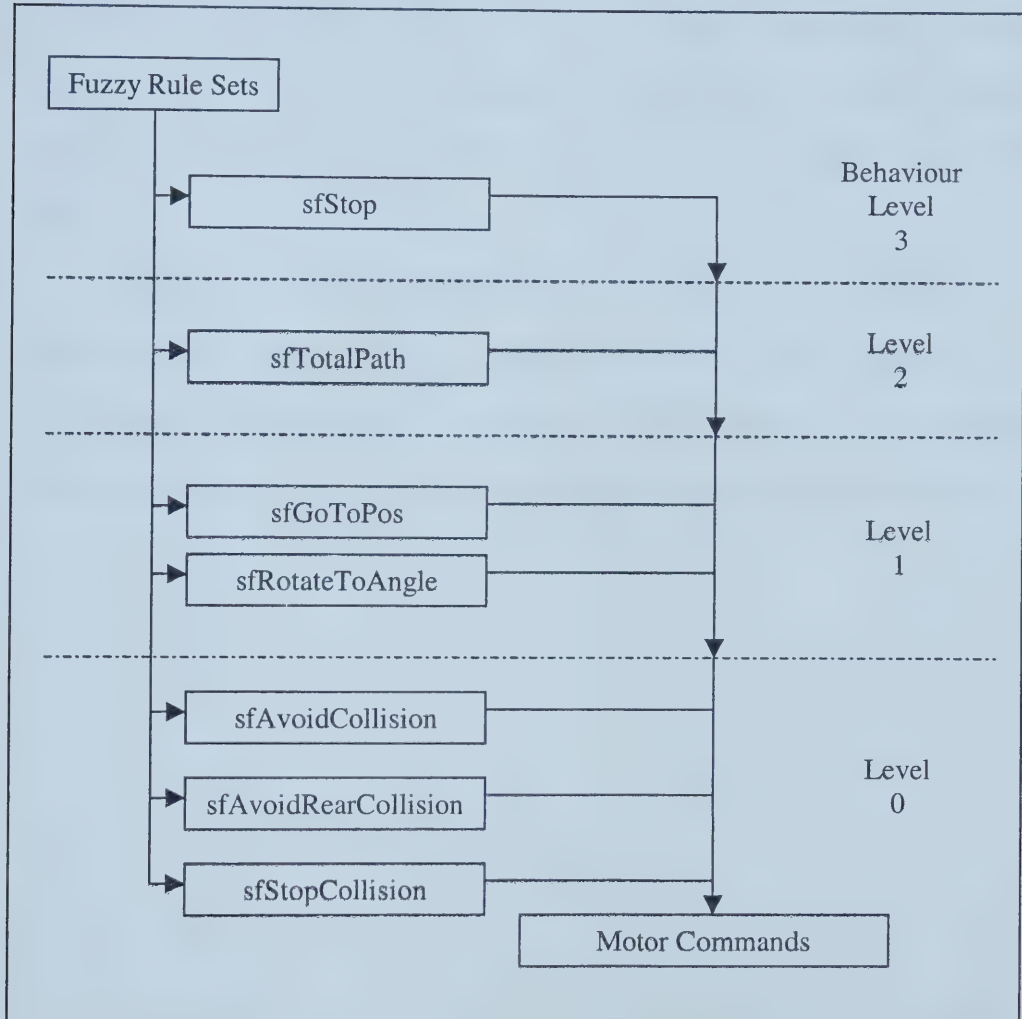 Fuzzy Rule Sets
sfStop
Behaviour
Level
3
sfTotalPath
Level
2
sfGoToPos
sfRotateToAngle
Level
1
sfAvoidCollision
sfAvoidRearCollision
Level
0
sfStopCollision
Motor Commands